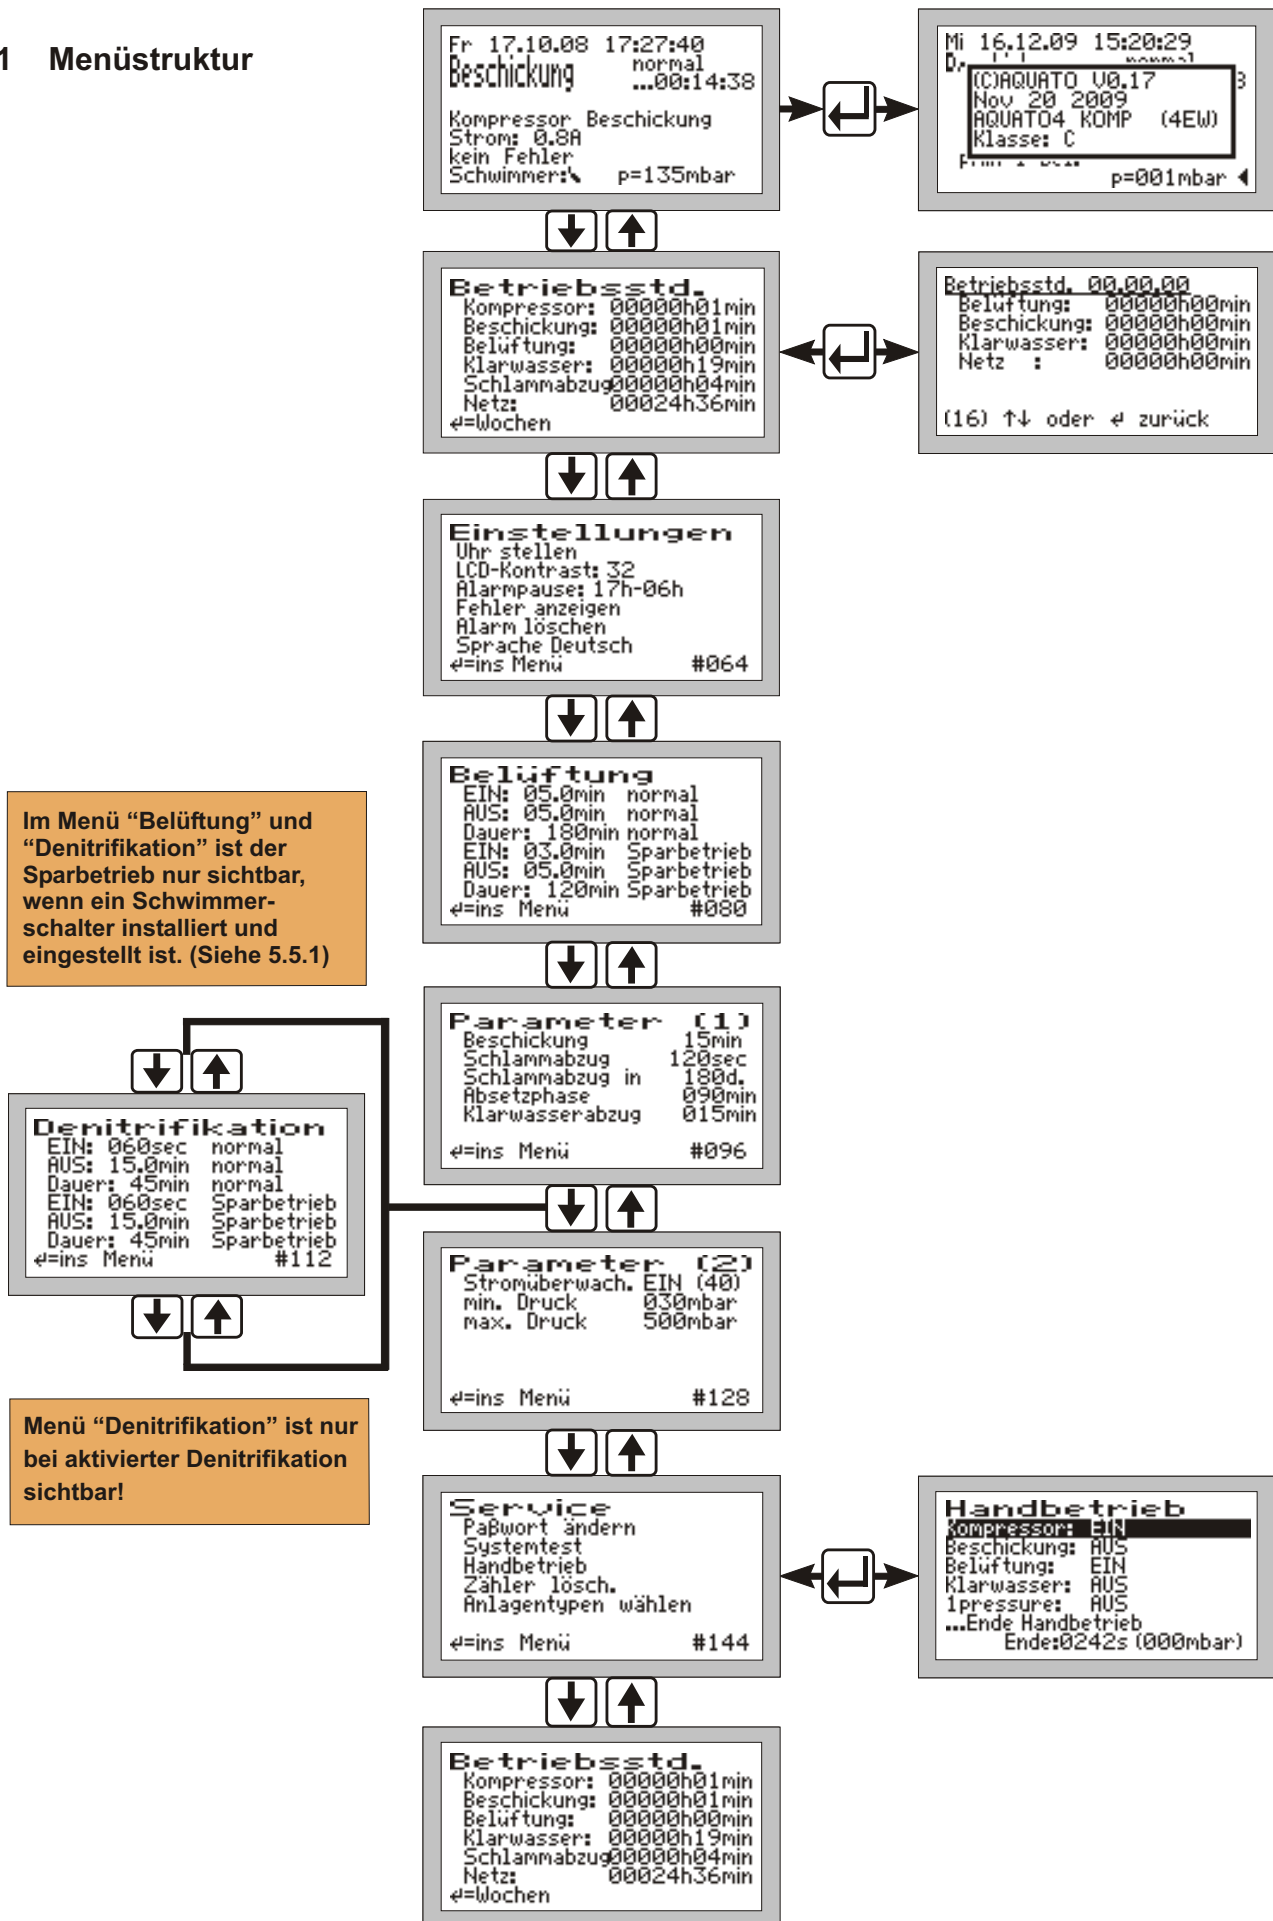 1 Menüstruktur
Fr 17.10.08 17:27:40
Beschickung normal
...00:14:38
Kompressor Beschickung
Strom: 0.8A
kein Fehler
Schwimmer: p=135mbar
Mi 16.12.09 15:20:29
(C)AQUATO V0.17
Nov 20 2009
AQUATO4 KOMP (4EW)
Klasse: C
p=001mbar
Betriebsstd.
Kompressor: 00000h01min
Beschickung: 00000h01min
Belüftung: 00000h00min
Klarwasser: 00000h19min
Schlammabzug00000h04min
Netz: 00024h36min
↵=Wochen
Betriebsstd. 00.00.00
Belüftung: 00000h00min
Beschickung: 00000h00min
Klarwasser: 00000h00min
Netz : 00000h00min
(16) ↑↓ oder ↵ zurück
Einstellungen
Uhr stellen
LCD-Kontrast: 32
Alarmpause: 17h-06h
Fehler anzeigen
Alarm löschen
Sprache Deutsch
↵=ins Menü #064
Belüftung
EIN: 05.0min normal
AUS: 05.0min normal
Dauer: 180min normal
EIN: 03.0min Sparbetrieb
AUS: 05.0min Sparbetrieb
Dauer: 120min Sparbetrieb
↵=ins Menü #080
Im Menü “Belüftung” und
“Denitrifikation” ist der
Sparbetrieb nur sichtbar,
wenn ein Schwimmer-
schalter installiert und
eingestellt ist. (Siehe 5.5.1)
Parameter (1)
Beschickung 15min
Schlammabzug 120sec
Schlammabzug in 180d.
Absetzphase 090min
Klarwasserabzug 015min
↵=ins Menü #096
Denitrifikation
EIN: 060sec normal
AUS: 15.0min normal
Dauer: 45min normal
EIN: 060sec Sparbetrieb
AUS: 15.0min Sparbetrieb
Dauer: 45min Sparbetrieb
↵=ins Menü #112
Parameter (2)
Stromüberwach. EIN (40)
min. Druck 030mbar
max. Druck 500mbar
↵=ins Menü #128
Menü “Denitrifikation” ist nur
bei aktivierter Denitrifikation
sichtbar!
Service
Paßwort ändern
Systemtest
Handbetrieb
Zähler lösch.
Anlagentypen wählen
↵=ins Menü #144
Handbetrieb
Kompressor: EIN
Beschickung: AUS
Belüftung: EIN
Klarwasser: AUS
1pressure: AUS
...Ende Handbetrieb
Ende:0242s (000mbar)
Betriebsstd.
Kompressor: 00000h01min
Beschickung: 00000h01min
Belüftung: 00000h00min
Klarwasser: 00000h19min
Schlammabzug00000h04min
Netz: 00024h36min
↵=Wochen